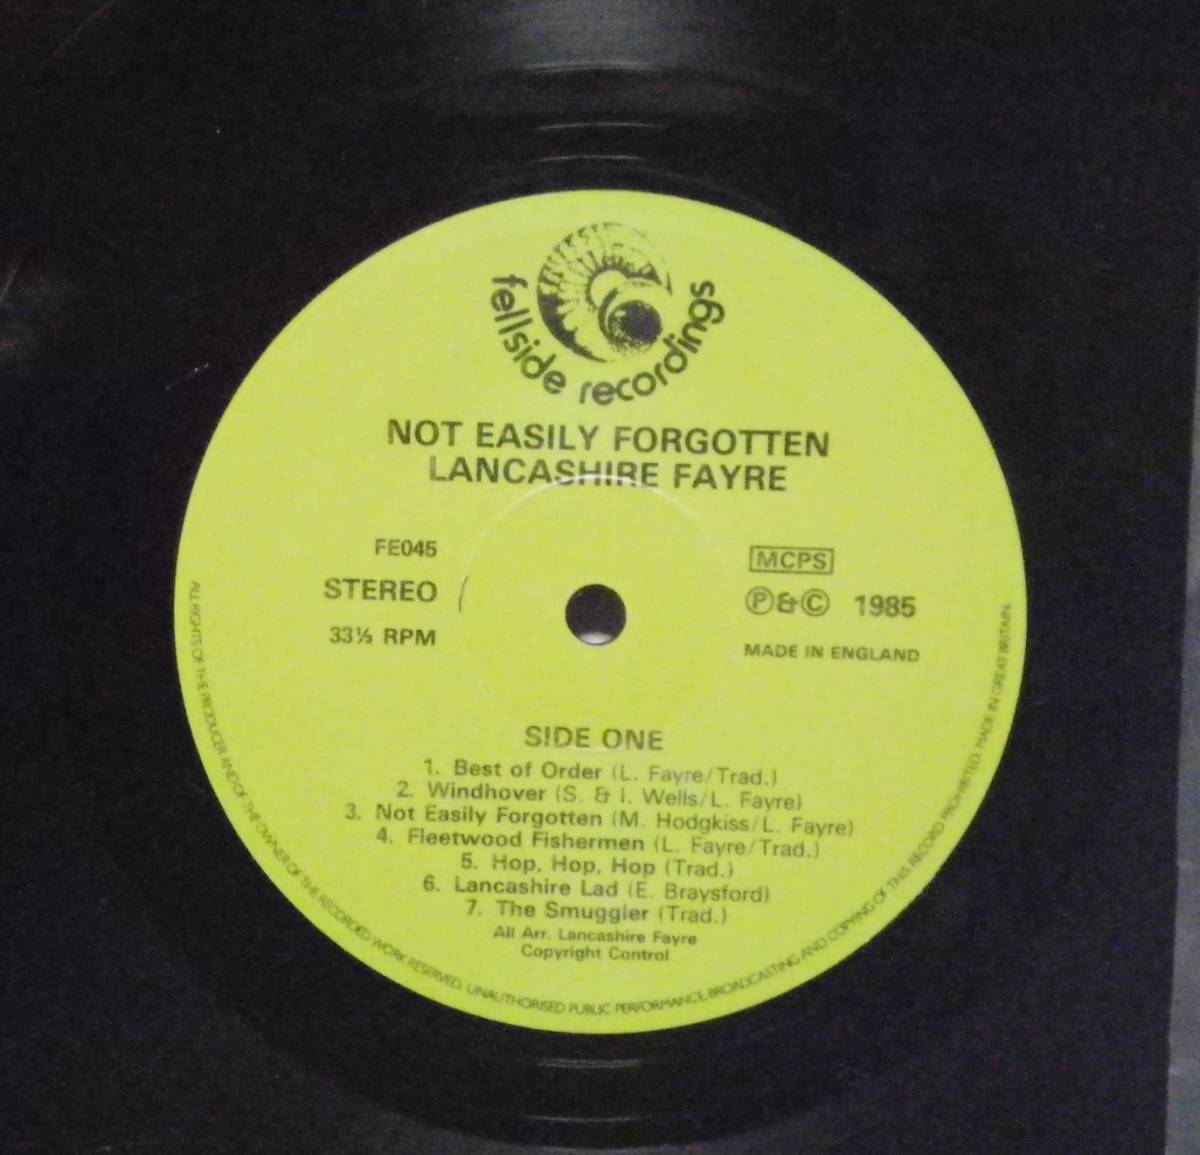 fellside recordings
NOT EASILY FORGOTTEN
LANCASHIRE FAYRE
FE045
STEREO
33⅓ RPM
MCPS
Ⓟ&© 1985
MADE IN ENGLAND
SIDE ONE
1. Best of Order (L. Fayre/Trad.)
2. Windhover (S. & I. Wells/L. Fayre)
3. Not Easily Forgotten (M. Hodgkiss/L. Fayre)
4. Fleetwood Fishermen (L. Fayre/Trad.)
5. Hop, Hop, Hop (Trad.)
6. Lancashire Lad (E. Braysford)
7. The Smuggler (Trad.)
All Arr. Lancashire Fayre
Copyright Control
ALL RIGHTS OF THE PRODUCER AND/OF THE OWNER OF THE RECORDED WORK RESERVED. UNAUTHORISED PUBLIC PERFORMANCE, BROADCASTING AND COPYING OF THIS RECORD PROHIBITED. MADE IN GREAT BRITAIN.